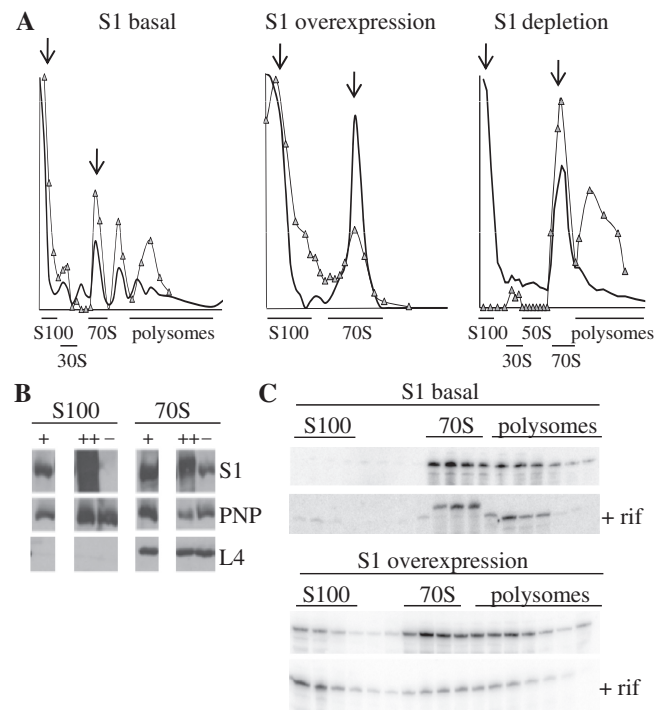 A
S1 basal
S1 overexpression
S1 depletion
S100 70S polysomes
30S
S100 70S
S100 50S polysomes
30S 70S
B
S100 70S
+ ++ − + ++ −
S1
PNP
L4
C
S1 basal
S100 70S polysomes
+ rif
S1 overexpression
S100 70S polysomes
+ rif